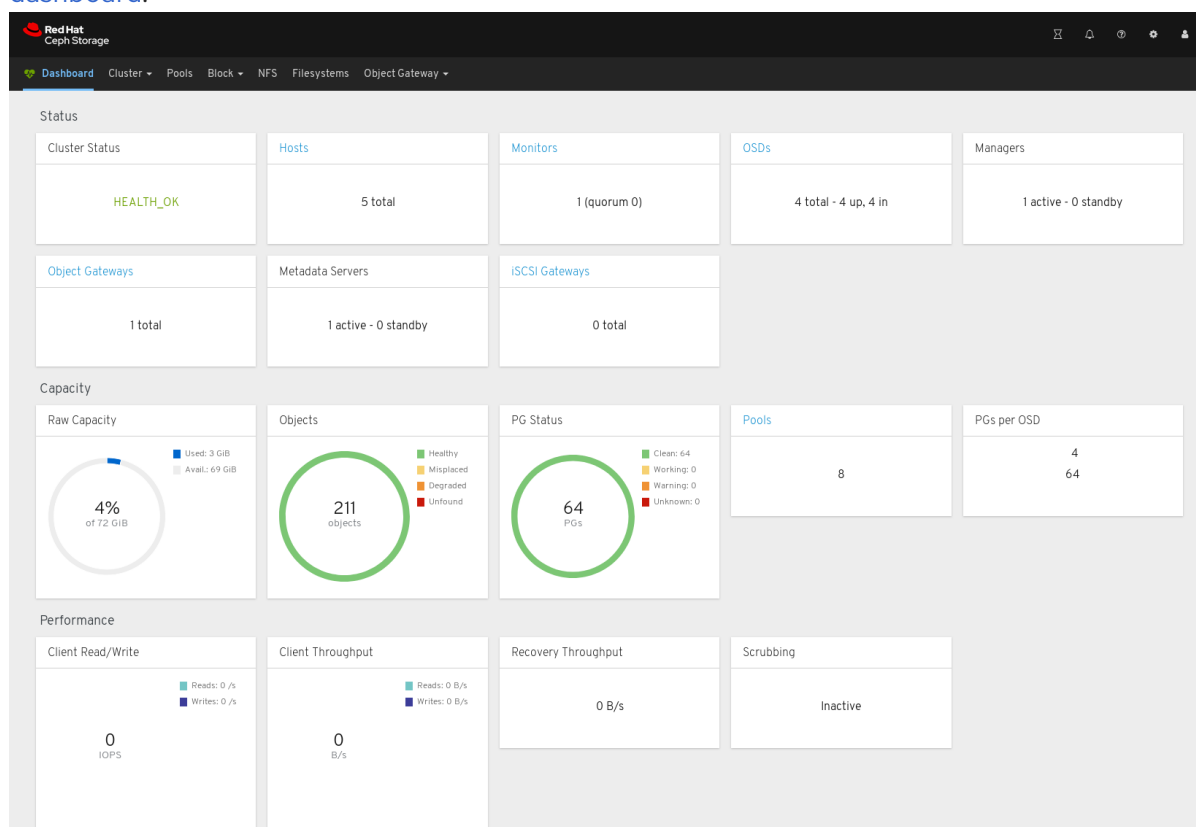 dashboard.
Red Hat
Ceph Storage
Dashboard Cluster Pools Block NFS Filesystems Object Gateway
Status
Cluster Status
HEALTH_OK
Hosts
5 total
Monitors
1 (quorum 0)
OSDs
4 total - 4 up, 4 in
Managers
1 active - 0 standby
Object Gateways
1 total
Metadata Servers
1 active - 0 standby
iSCSI Gateways
0 total
Capacity
Raw Capacity
Used: 3 GiB
Avail.: 69 GiB
4%
of 72 GiB
Objects
Healthy
Misplaced
Degraded
Unfound
211
objects
PG Status
Clean: 64
Working: 0
Warning: 0
Unknown: 0
64
PGs
Pools
8
PGs per OSD
4
64
Performance
Client Read/Write
Reads: 0 /s
Writes: 0 /s
0
IOPS
Client Throughput
Reads: 0 B/s
Writes: 0 B/s
0
B/s
Recovery Throughput
0 B/s
Scrubbing
Inactive